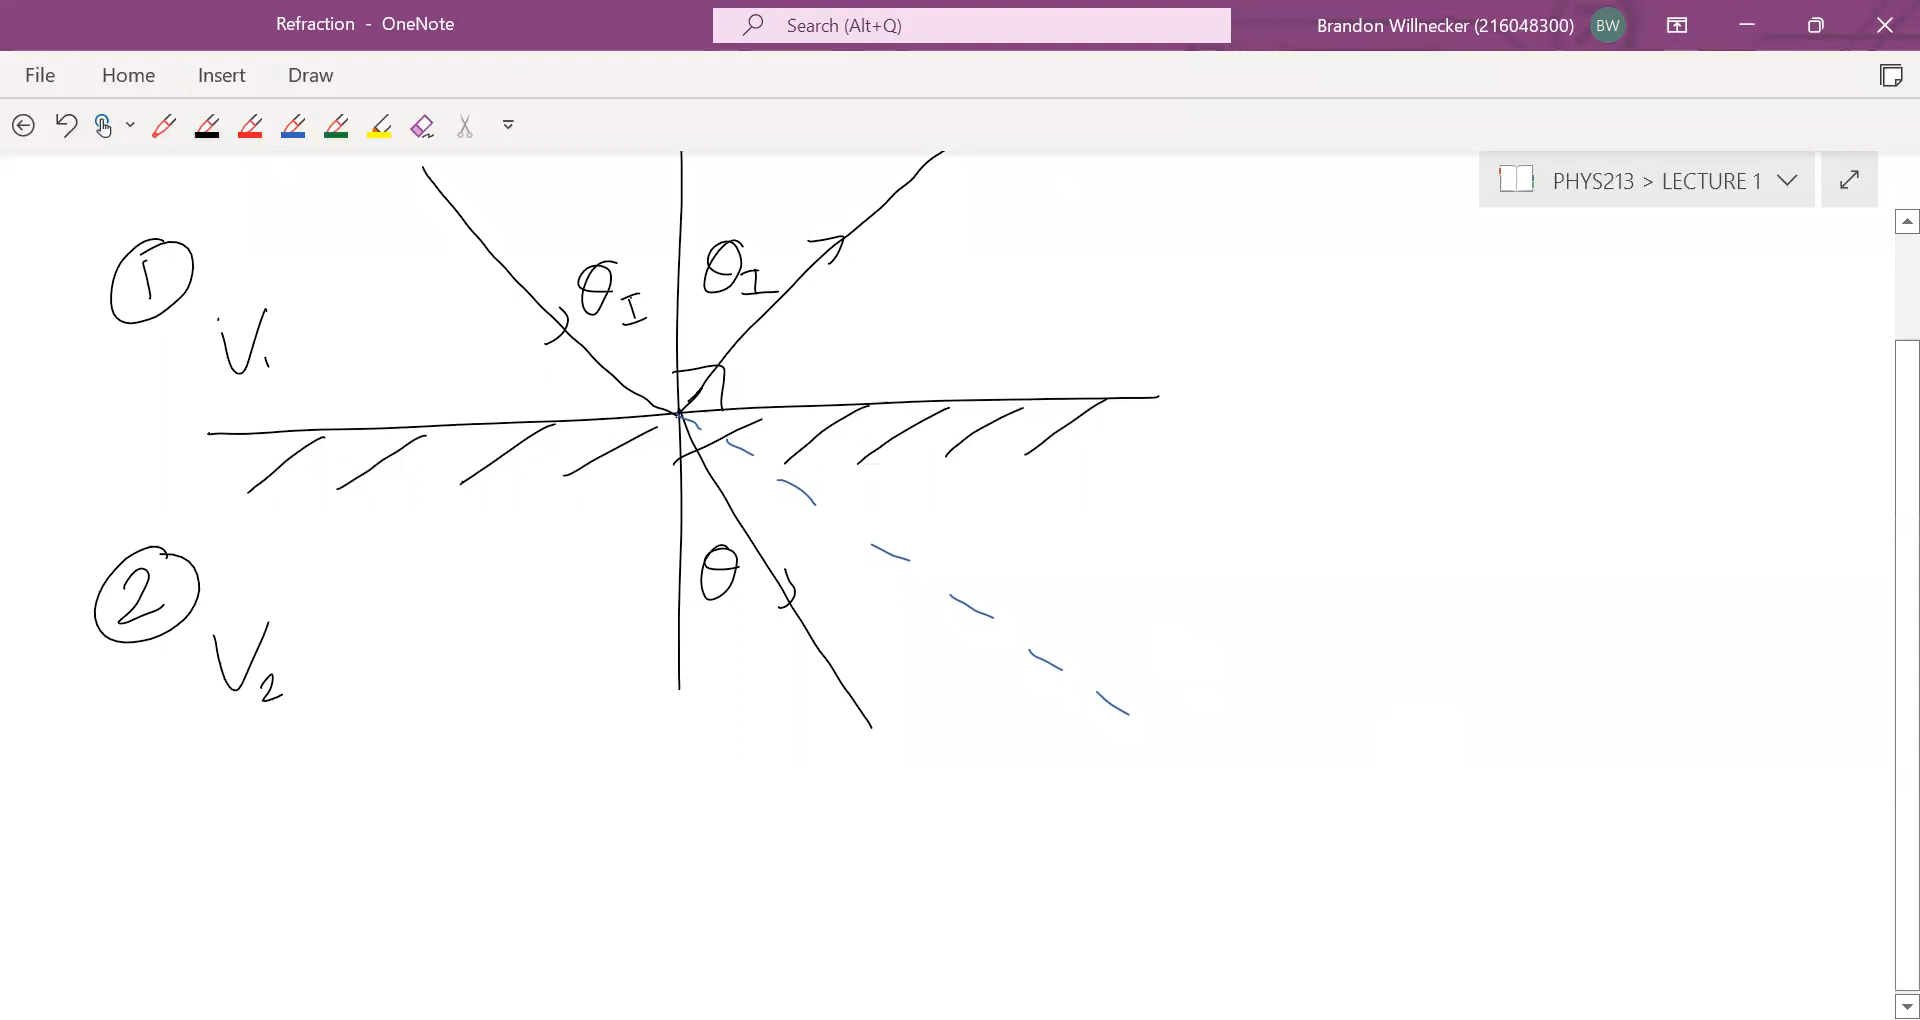 Refraction - OneNote
Search (Alt+Q)
Brandon Willnecker (216048300)
BW
File Home Insert Draw
PHYS213 > LECTURE 1
1
θI θI
V1
2
θ
V2